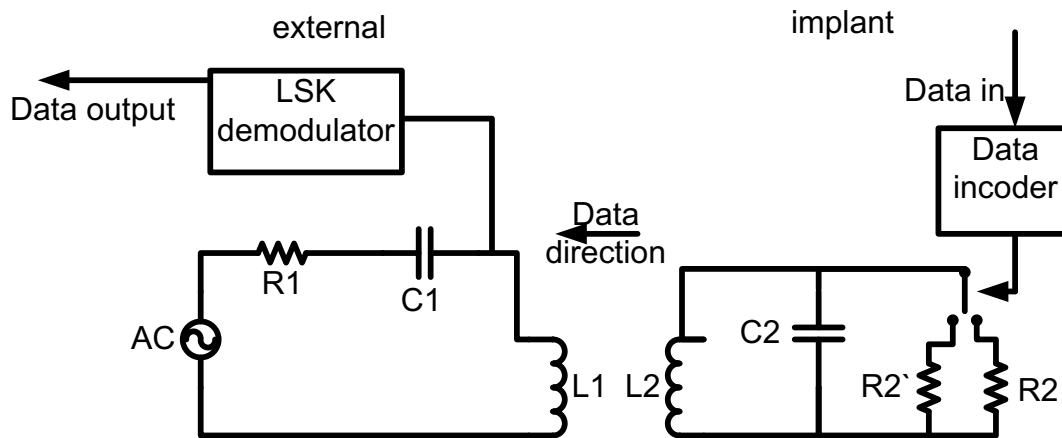 external
implant
Data output
LSK
demodulator
Data in
Data
incoder
Data
direction
R1
C1
AC
L1
L2
C2
R2`
R2